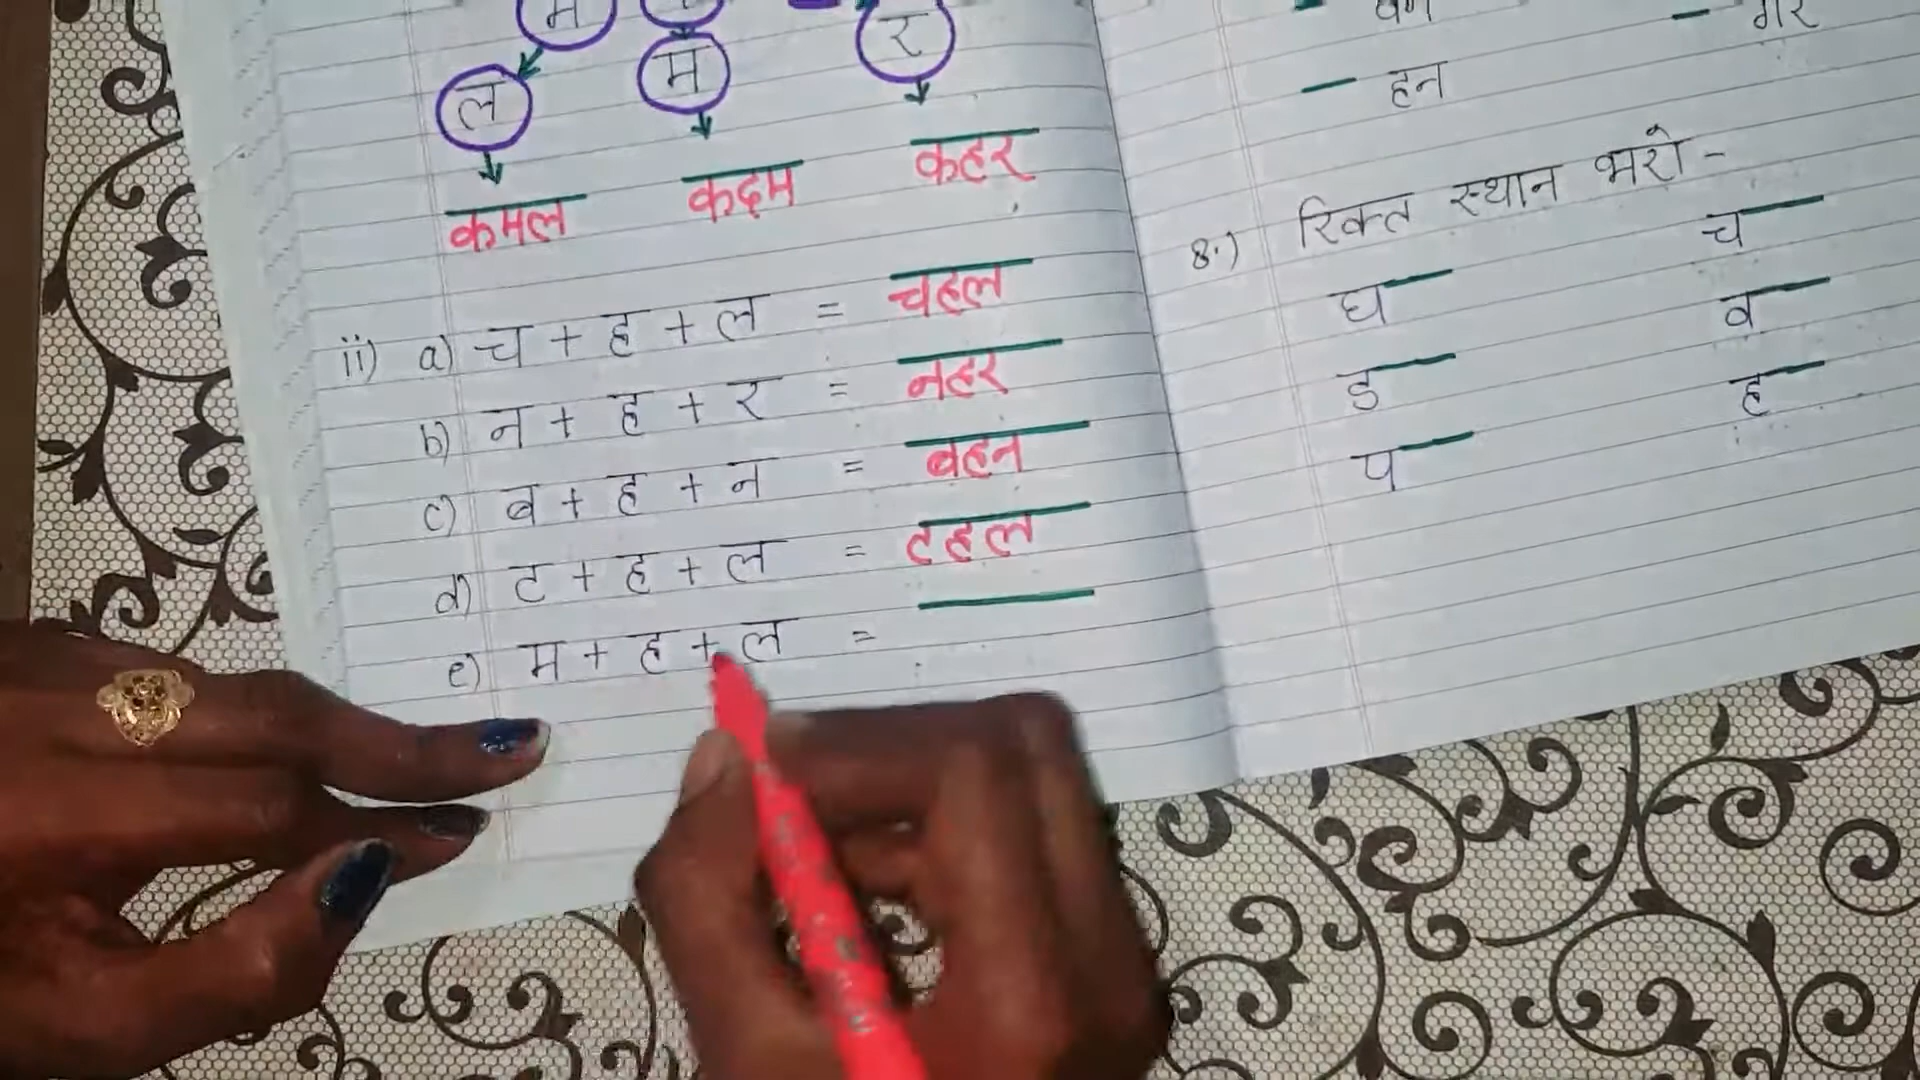 म
र
ल
म
कमल कदम कहर
ii) a) च + ह + ल = चहल
b) न + ह + र = नहर
c) ब + ह + न = बहन
d) ट + ह + ल = टहल
e) म + ह + ल =
हन
8.) रिक्त स्थान भरो -
घ च
ड व
प ह